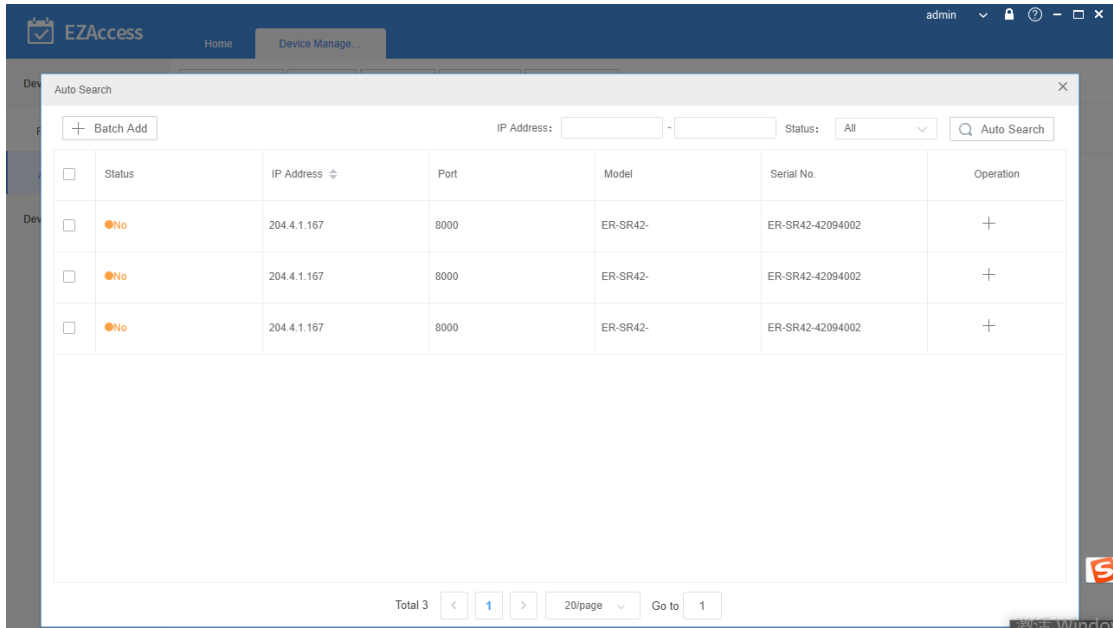 admin
EZAccess
Home
Device Manage...
Dev
Auto Search
Batch Add
IP Address:
-
Status:
All
Auto Search
Status
IP Address
Port
Model
Serial No.
Operation
Dev
No
204.4.1.167
8000
ER-SR42-
ER-SR42-42094002
No
204.4.1.167
8000
ER-SR42-
ER-SR42-42094002
No
204.4.1.167
8000
ER-SR42-
ER-SR42-42094002
Total 3
1
20/page
Go to
1